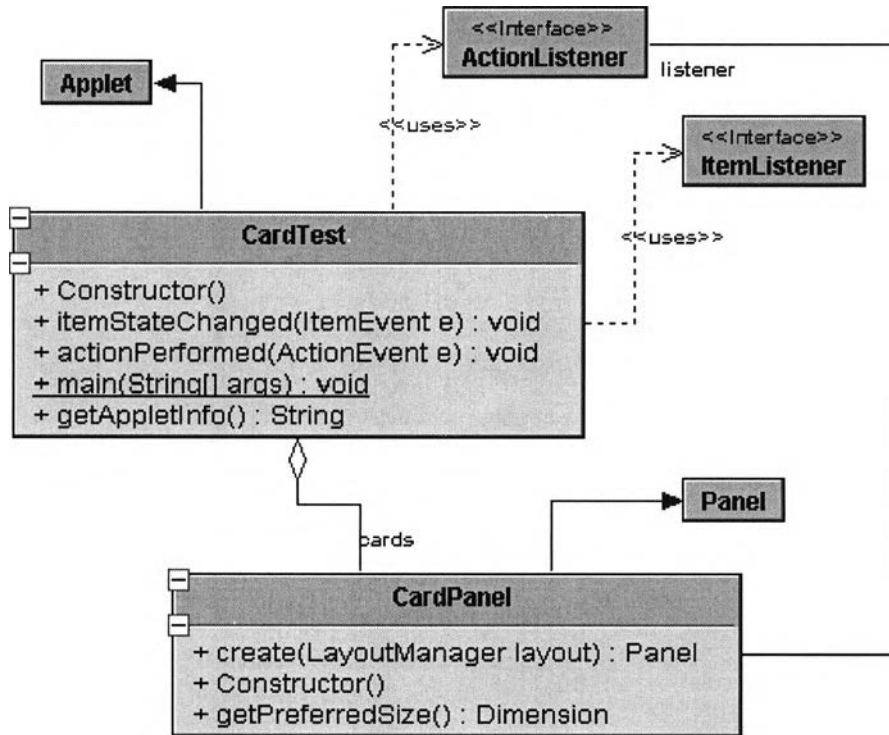 <<Interface>>
ActionListener
listener
Applet
<<uses>>
<<Interface>>
ItemListener
<<uses>>
CardTest
+ Constructor()
+ itemStateChanged(ItemEvent e) : void
+ actionPerformed(ActionEvent e) : void
+ main(String[] args) : void
+ getAppletInfo() : String
cards
Panel
CardPanel
+ create(LayoutManager layout) : Panel
+ Constructor()
+ getPreferredSize() : Dimension